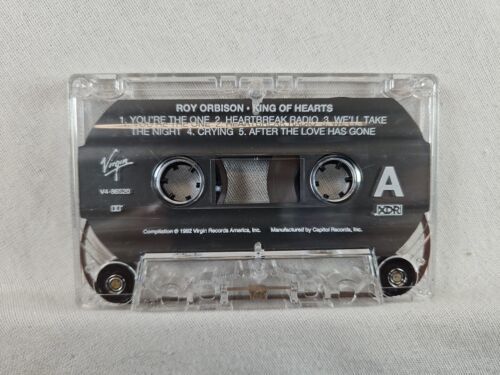 ROY ORBISON • KING OF HEARTS
1. YOU'RE THE ONE 2. HEARTBREAK RADIO 3. WE'LL TAKE
THE NIGHT 4. CRYING 5. AFTER THE LOVE HAS GONE
Virgin
V4-86520
A
XDR
Compilation ℗ 1992 Virgin Records America, Inc. Manufactured by Capitol Records, Inc.